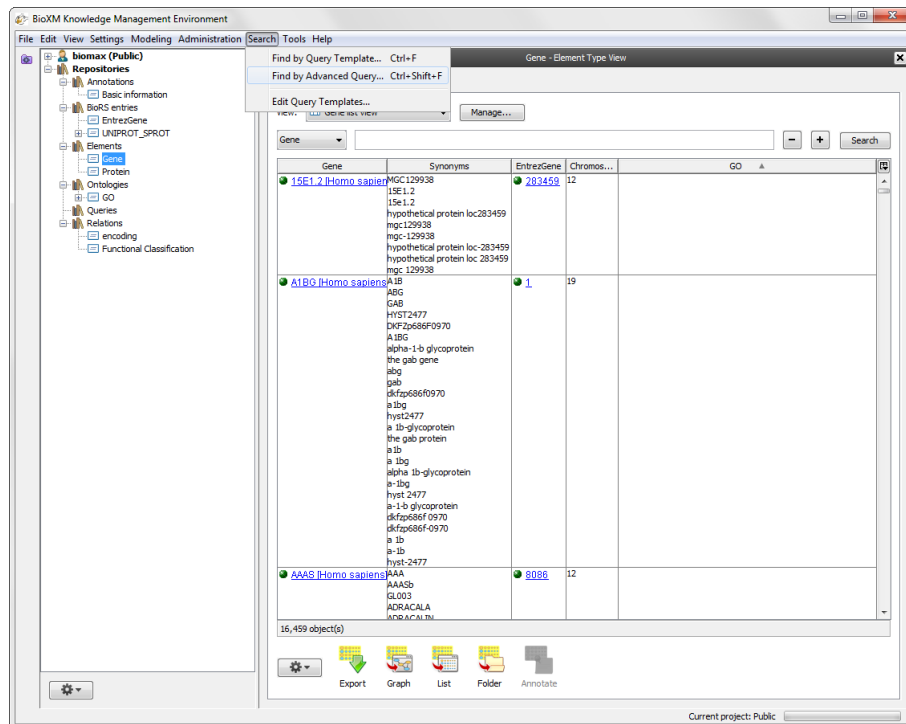 BioXM Knowledge Management Environment
File Edit View Settings Modeling Administration Search Tools Help
biomax (Public)
Repositories
Annotations
Basic information
BioRS entries
EntrezGene
UNIPROT_SPROT
Elements
Gene
Protein
Ontologies
GO
Queries
Relations
encoding
Functional Classification
Find by Query Template... Ctrl+F
Find by Advanced Query... Ctrl+Shift+F
Edit Query Templates...
Gene - Element Type View
View: Gene list view Manage...
Gene Search
Gene Synonyms EntrezGene Chromos... GO
15E1.2 [Homo sapien MGC129938 283459 12
15E1.2
15e1.2
hypothetical protein loc283459
mgc129938
mgc-129938
hypothetical protein loc-283459
hypothetical protein loc 283459
mgc 129938
A1BG [Homo sapiens A1B 1 19
ABG
GAB
HYST2477
DKFZp686F0970
A1BG
alpha-1-b glycoprotein
the gab gene
abg
gab
dkfzp686f0970
a1bg
hyst2477
a 1b-glycoprotein
the gab protein
a1b
a 1bg
alpha 1b-glycoprotein
a-1bg
hyst 2477
a-1-b glycoprotein
dkfzp686f 0970
dkfzp686f-0970
a 1b
a-1b
hyst-2477
AAAS [Homo sapiens] AAA 8086 12
AAASb
GL003
ADRACALA
ADRACALIN
16,459 object(s)
Export Graph List Folder Annotate
Current project: Public